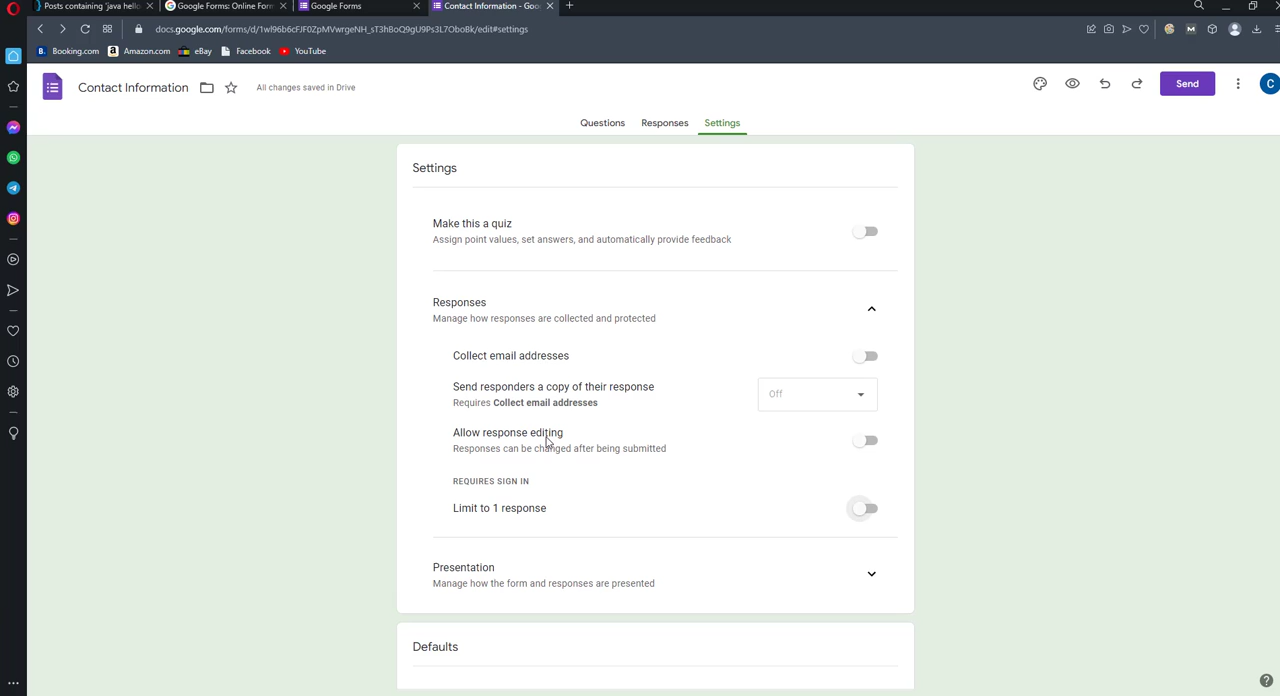 Posts containing 'java hello
Google Forms: Online Form
Google Forms
Contact Information - Goo
docs.google.com/forms/d/1wl96b6cFJF0ZpMVwrgeNH_sT3hBoQ9gU9Ps3L7OboBk/edit#settings
Booking.com
Amazon.com
eBay
Facebook
YouTube
Contact Information
All changes saved in Drive
Send
C
Questions
Responses
Settings
Settings
Make this a quiz
Assign point values, set answers, and automatically provide feedback
Responses
Manage how responses are collected and protected
Collect email addresses
Send responders a copy of their response
Requires Collect email addresses
Off
Allow response editing
Responses can be changed after being submitted
REQUIRES SIGN IN
Limit to 1 response
Presentation
Manage how the form and responses are presented
Defaults